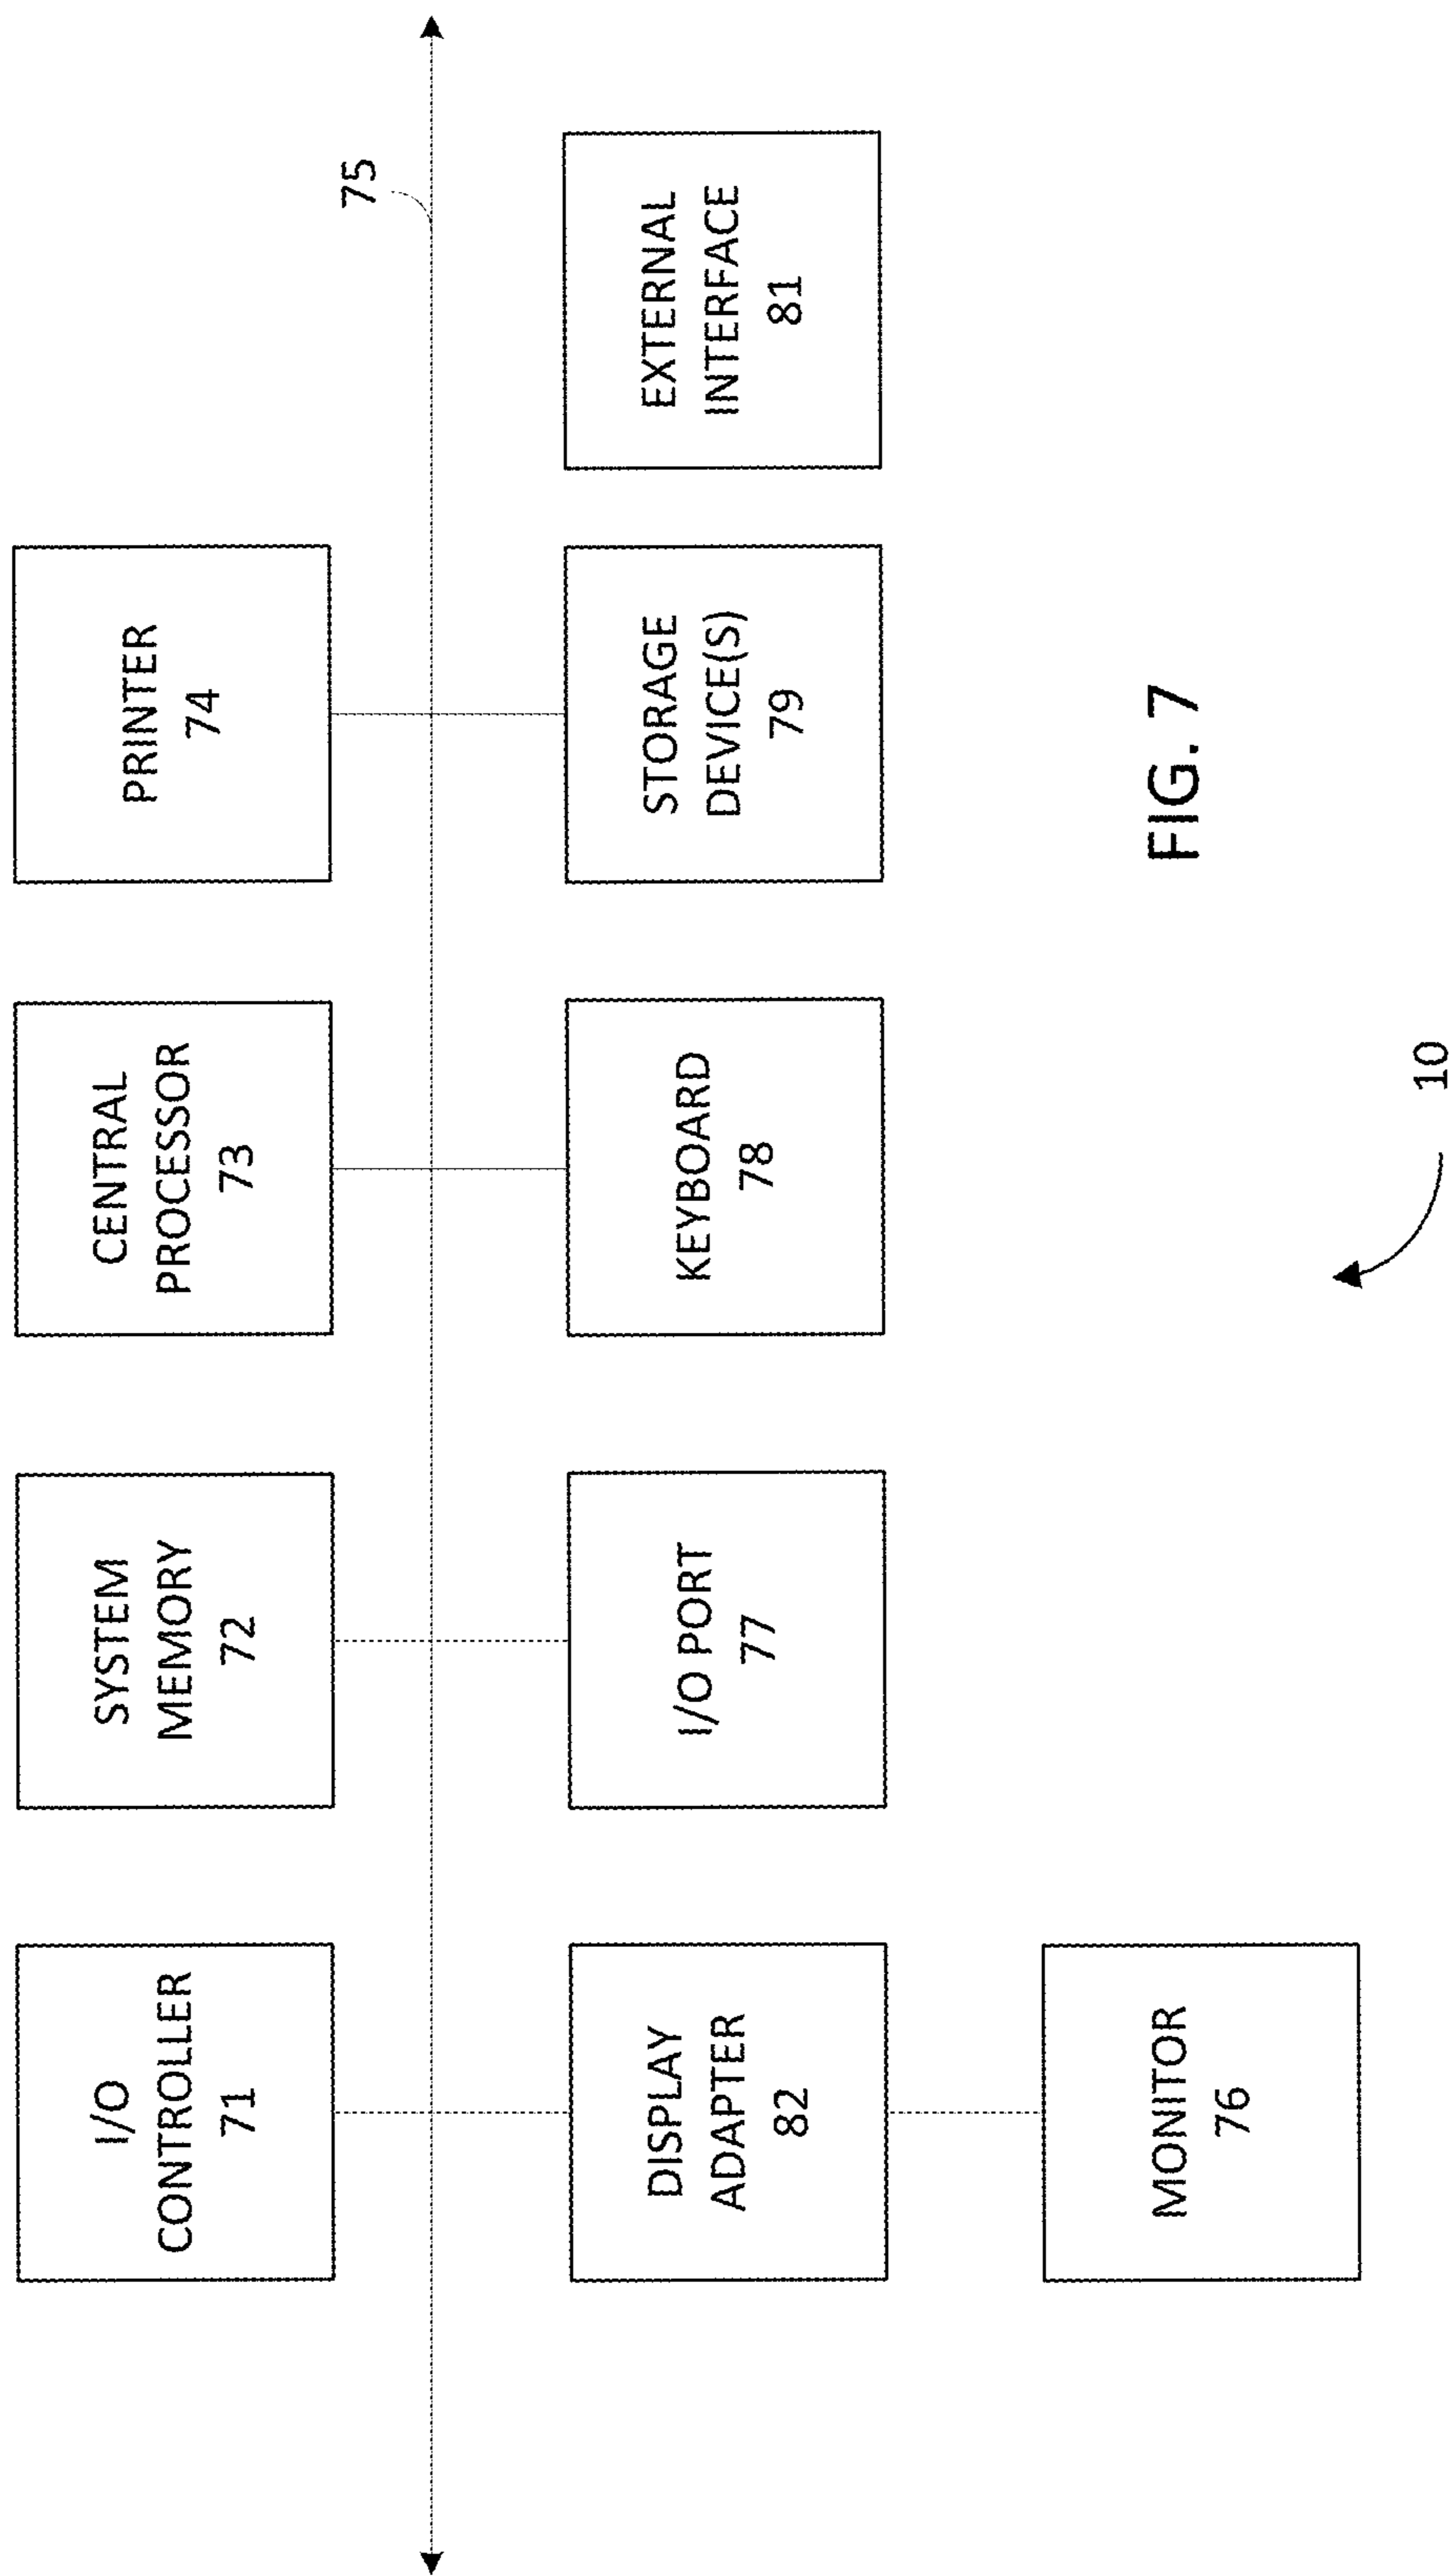 I/O
CONTROLLER
71
SYSTEM
MEMORY
72
CENTRAL
PROCESSOR
73
PRINTER
74
75
DISPLAY
ADAPTER
82
I/O PORT
77
KEYBOARD
78
STORAGE
DEVICE(S)
79
EXTERNAL
INTERFACE
81
MONITOR
76
10
FIG. 7